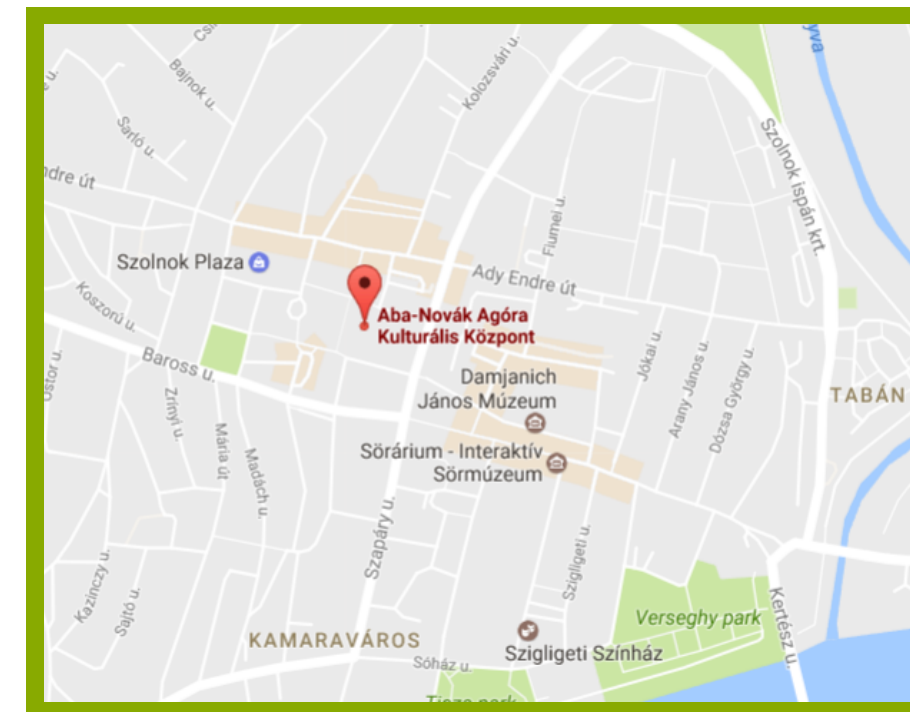 Kolozsvári u.
Bajnok u.
Sarló u.
Szolnok ispán krt.
ndre út
Fiumei u.
Szolnok Plaza
Ady Endre út
Koszorú u.
Aba-Novák Agóra
Kulturális Központ
Baross u.
Jókai u.
Arany János u.
Dózsa György u.
Damjanich
János Múzeum
TABÁN
Zrínyi u.
Mária út
Madách u.
Sörárium - Interaktív
Sörmúzeum
Szapáry u.
Szigligeti u.
Kazinczy u.
Sajtó u.
Verseghy park
Kertész u.
KAMARAVÁROS
Szigligeti Színház
Sóház u.